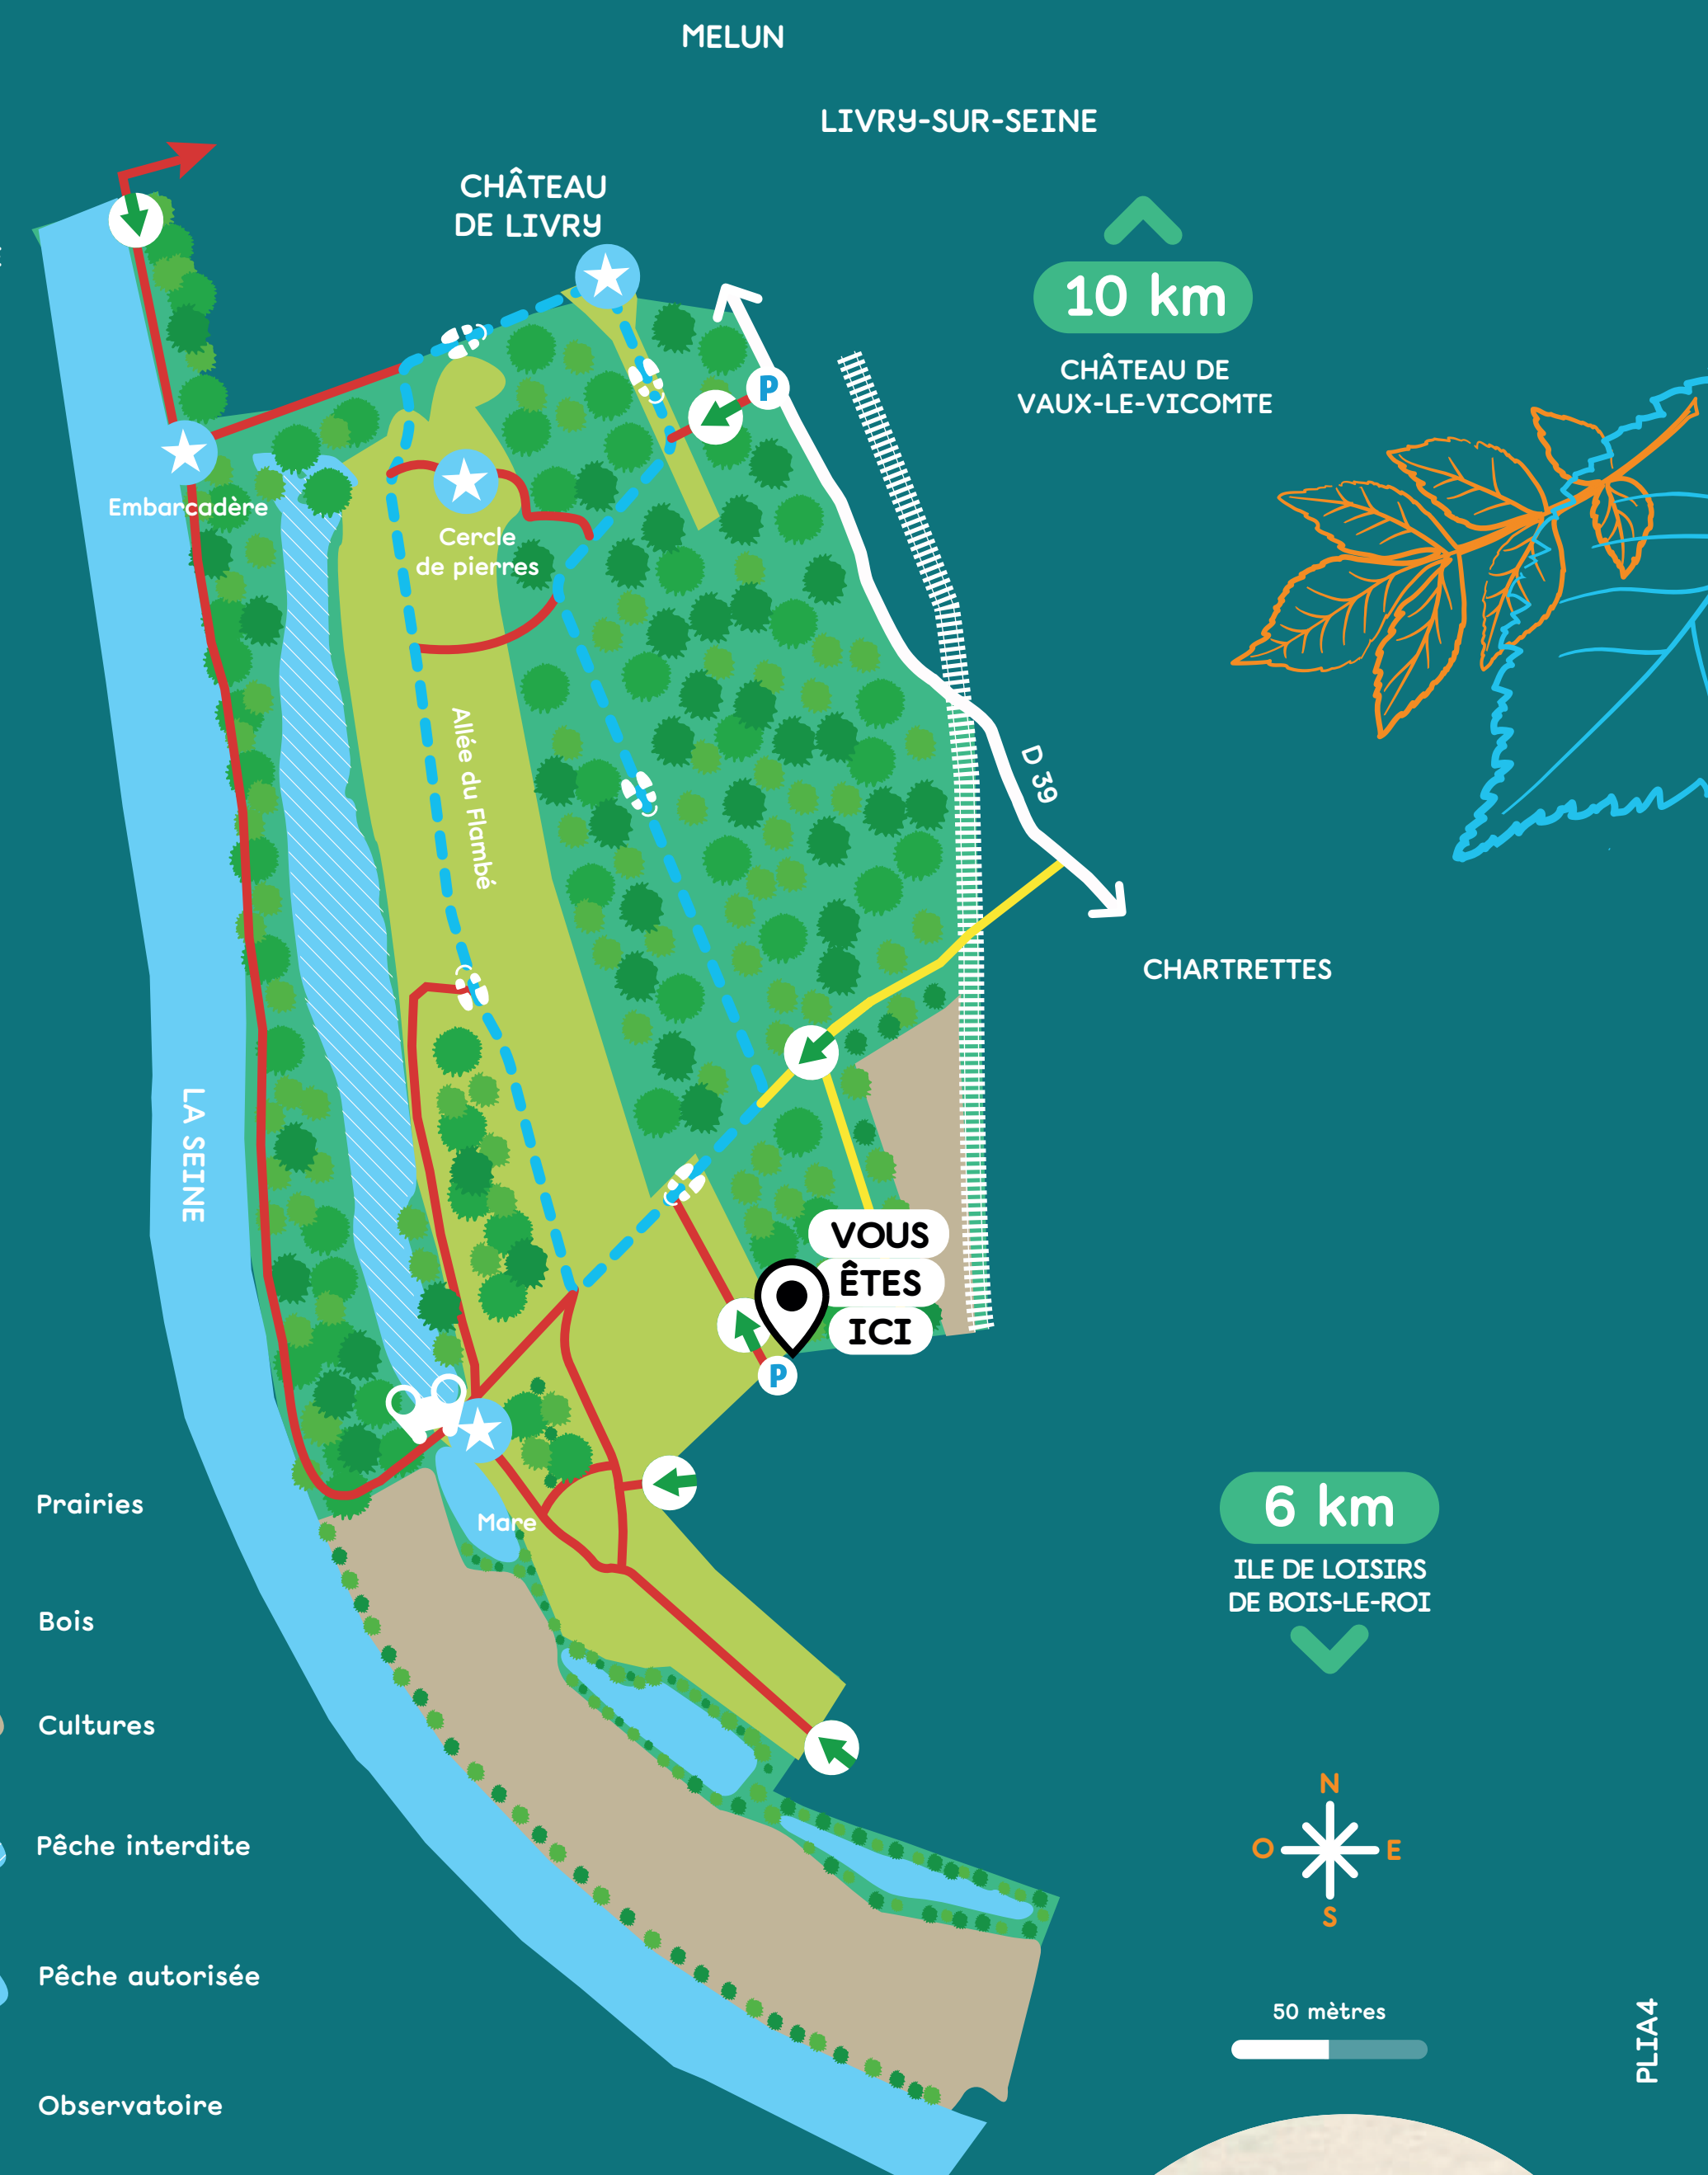 MELUN
LIVRY-SUR-SEINE
CHÂTEAU
DE LIVRY
10 km
CHÂTEAU DE
VAUX-LE-VICOMTE
P
Embarcadère
Cercle
de pierres
Allée du Flambé
D 39
CHARTRETTES
LA SEINE
VOUS
ÊTES
ICI
P
Mare
6 km
ILE DE LOISIRS
DE BOIS-LE-ROI
Prairies
Bois
Cultures
Pêche interdite
Pêche autorisée
Observatoire
N
O E
S
50 mètres
PLIA4